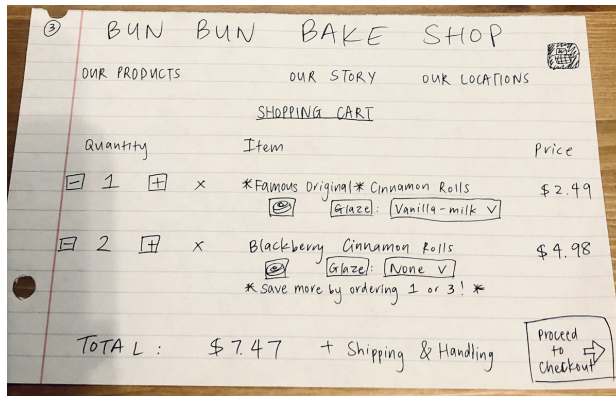 3
BUN BUN BAKE SHOP
OUR PRODUCTS OUR STORY OUR LOCATIONS
SHOPPING CART
Quantity Item Price
- 1 + x *Famous Original* Cinnamon Rolls $2.49
Glaze: Vanilla-milk V
- 2 + x Blackberry Cinnamon Rolls $4.98
Glaze: None V
*Save more by ordering 1 or 3! *
TOTAL: $7.47 + Shipping & Handling
Proceed
to
Checkout